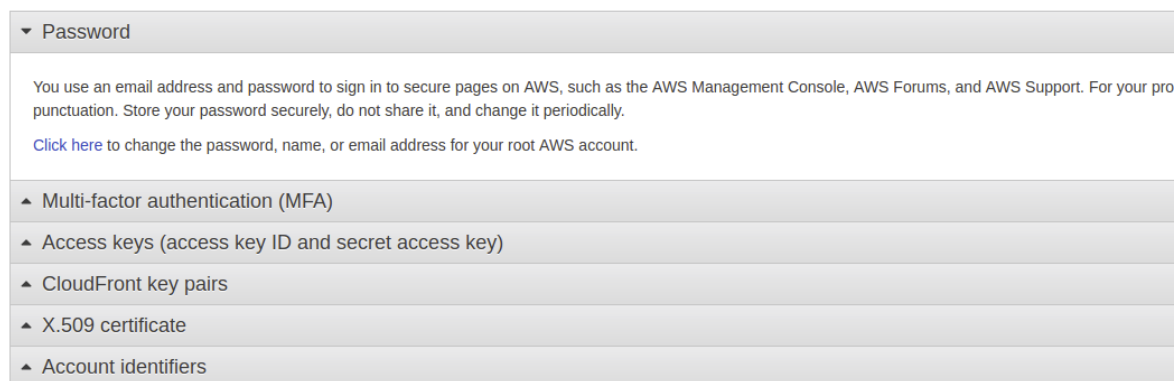 Password
You use an email address and password to sign in to secure pages on AWS, such as the AWS Management Console, AWS Forums, and AWS Support. For your pro
punctuation. Store your password securely, do not share it, and change it periodically.
Click here to change the password, name, or email address for your root AWS account.
Multi-factor authentication (MFA)
Access keys (access key ID and secret access key)
CloudFront key pairs
X.509 certificate
Account identifiers